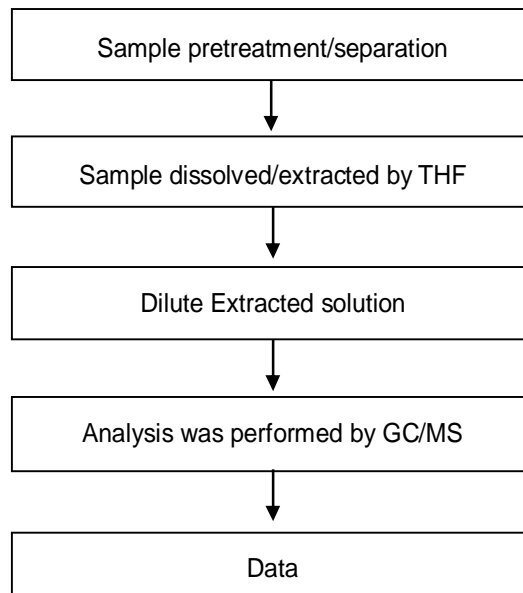 Sample pretreatment/separation
Sample dissolved/extracted by THF
Dilute Extracted solution
Analysis was performed by GC/MS
Data